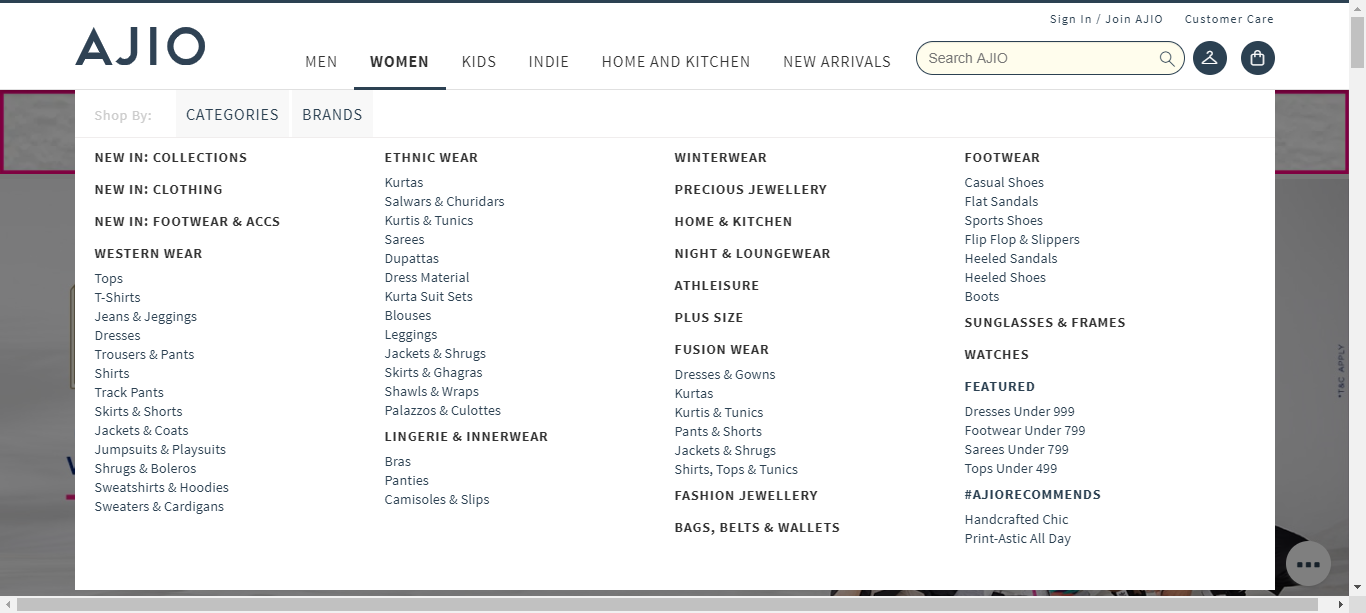 Sign In / Join AJIO
Customer Care
AJIO
MEN
WOMEN
KIDS
INDIE
HOME AND KITCHEN
NEW ARRIVALS
Search AJIO
Shop By:
CATEGORIES
BRANDS
NEW IN: COLLECTIONS
NEW IN: CLOTHING
NEW IN: FOOTWEAR & ACCS
WESTERN WEAR
Tops
T-Shirts
Jeans & Jeggings
Dresses
Trousers & Pants
Shirts
Track Pants
Skirts & Shorts
Jackets & Coats
Jumpsuits & Playsuits
Shrugs & Boleros
Sweatshirts & Hoodies
Sweaters & Cardigans
ETHNIC WEAR
Kurtas
Salwars & Churidars
Kurtis & Tunics
Sarees
Dupattas
Dress Material
Kurta Suit Sets
Blouses
Leggings
Jackets & Shrugs
Skirts & Ghagras
Shawls & Wraps
Palazzos & Culottes
LINGERIE & INNERWEAR
Bras
Panties
Camisoles & Slips
WINTERWEAR
PRECIOUS JEWELLERY
HOME & KITCHEN
NIGHT & LOUNGEWEAR
ATHLEISURE
PLUS SIZE
FUSION WEAR
Dresses & Gowns
Kurtas
Kurtis & Tunics
Pants & Shorts
Jackets & Shrugs
Shirts, Tops & Tunics
FASHION JEWELLERY
BAGS, BELTS & WALLETS
FOOTWEAR
Casual Shoes
Flat Sandals
Sports Shoes
Flip Flop & Slippers
Heeled Sandals
Heeled Shoes
Boots
SUNGLASSES & FRAMES
WATCHES
FEATURED
Dresses Under 999
Footwear Under 799
Sarees Under 799
Tops Under 499
#AJIORECOMMENDS
Handcrafted Chic
Print-Astic All Day
*T&C APPLY